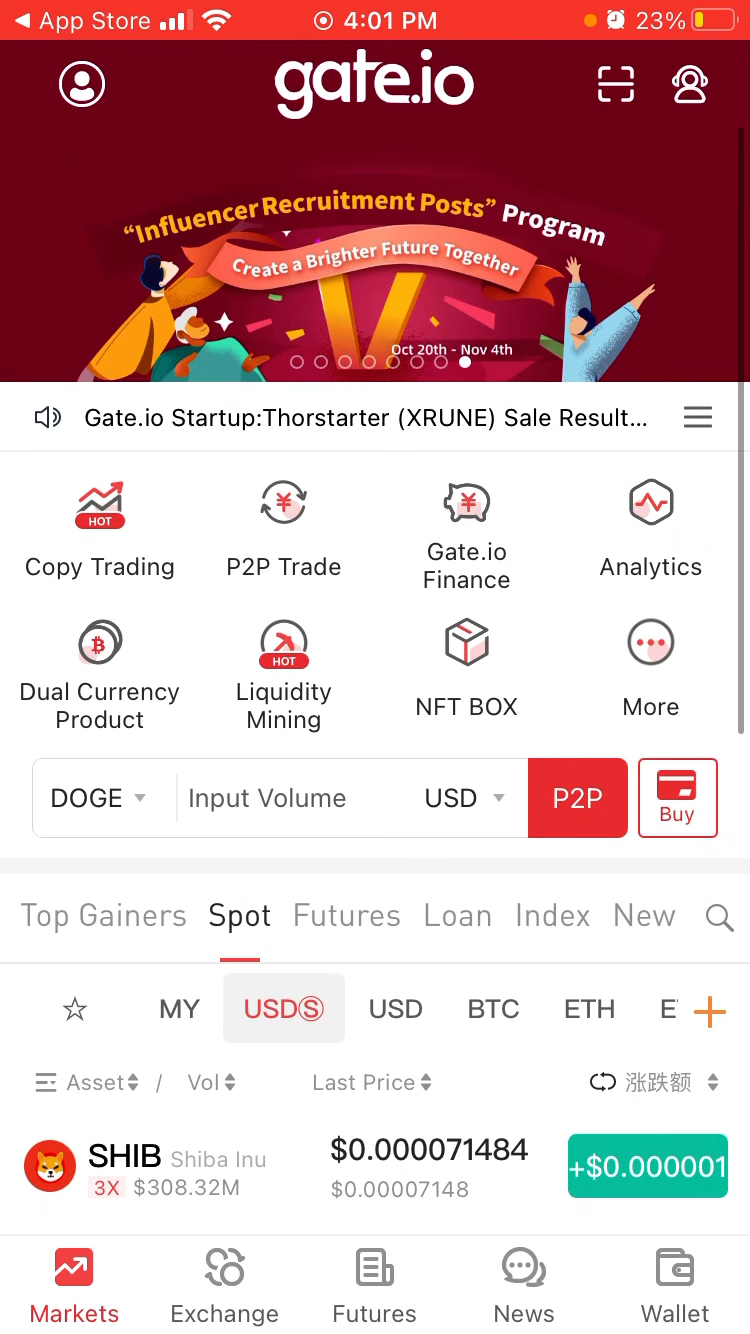 App Store 4:01 PM 23%
gate.io
“Influencer Recruitment Posts” Program
Create a Brighter Future Together
Oct 20th - Nov 4th
Gate.io Startup:Thorstarter (XRUNE) Sale Result...
HOT
Copy Trading
P2P Trade
Gate.io
Finance
Analytics
Dual Currency
Product
HOT
Liquidity
Mining
NFT BOX
More
DOGE Input Volume USD P2P Buy
Top Gainers Spot Futures Loan Index New
MY USDⓈ USD BTC ETH
Asset / Vol Last Price 涨跌额
SHIB Shiba Inu $0.000071484 +$0.000001
3X $308.32M $0.00007148
Markets Exchange Futures News Wallet